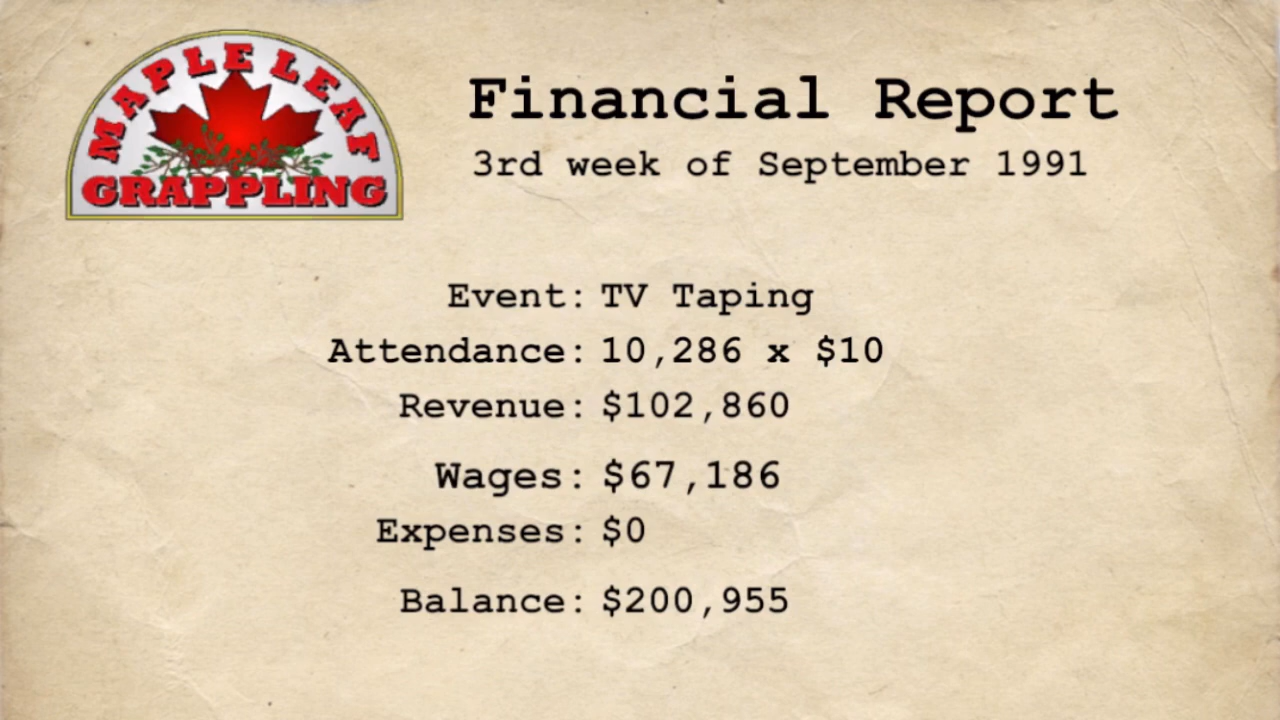 MAPLE LEAF
GRAPPLING
Financial Report
3rd week of September 1991
Event: TV Taping
Attendance: 10,286 x $10
Revenue: $102,860
Wages: $67,186
Expenses: $0
Balance: $200,955